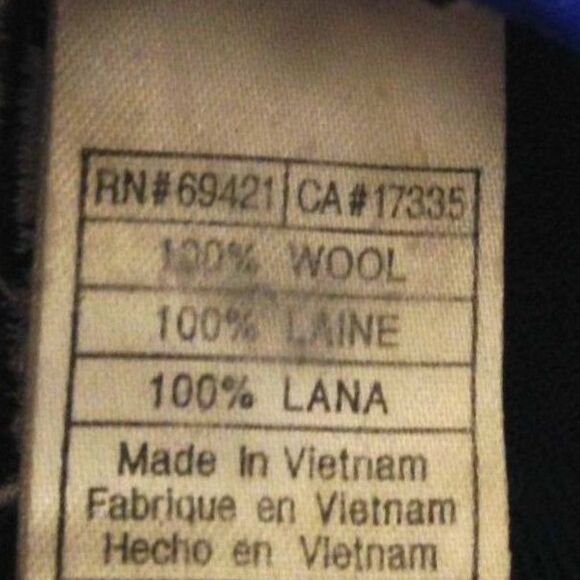 RN#69421 CA#17335
100% WOOL
100% LAINE
100% LANA
Made In Vietnam
Fabrique en Vietnam
Hecho en Vietnam